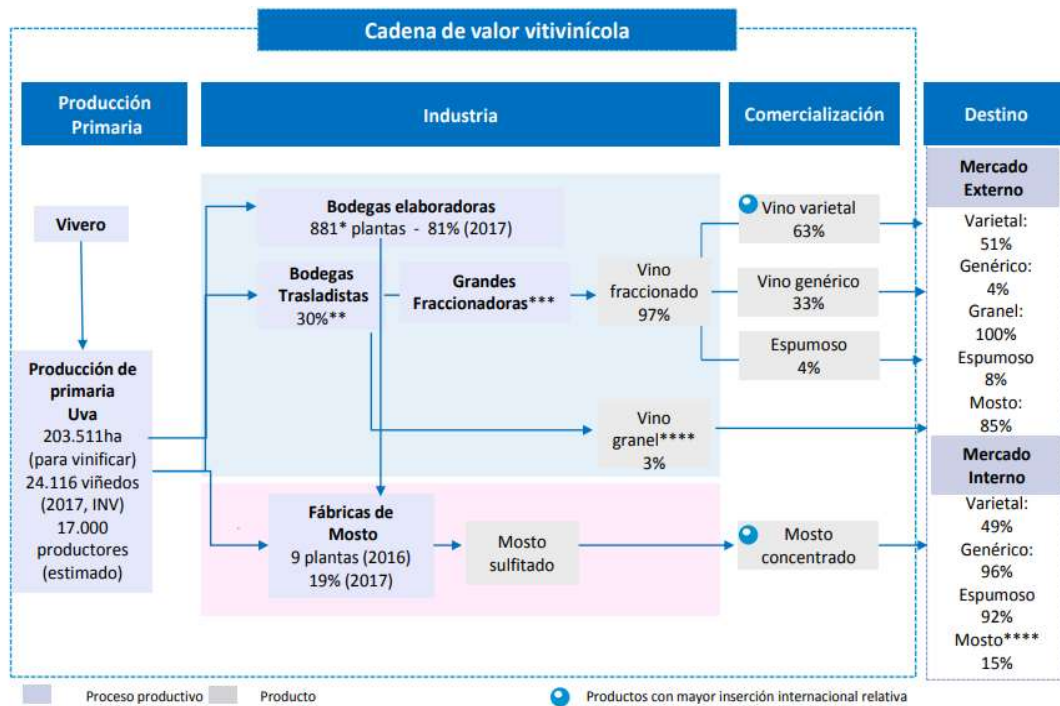 Cadena de valor vitivinícola
Producción
Primaria
Industria
Comercialización
Destino
Vivero
Producción de
primaria
Uva
203.511ha
(para vinificar)
24.116 viñedos
(2017, INV)
17.000
productores
(estimado)
Bodegas elaboradoras
881* plantas - 81% (2017)
Bodegas
Trasladistas
30%**
Grandes
Fraccionadoras***
Vino
fraccionado
97%
Vino
granel****
3%
Fábricas de
Mosto
9 plantas (2016)
19% (2017)
Mosto
sulfitado
Vino varietal
63%
Vino genérico
33%
Espumoso
4%
Mosto
concentrado
Mercado
Externo
Varietal:
51%
Genérico:
4%
Granel:
100%
Espumoso
8%
Mosto:
85%
Mercado
Interno
Varietal:
49%
Genérico:
96%
Espumoso
92%
Mosto****
15%
Proceso productivo
Producto
Productos con mayor inserción internacional relativa